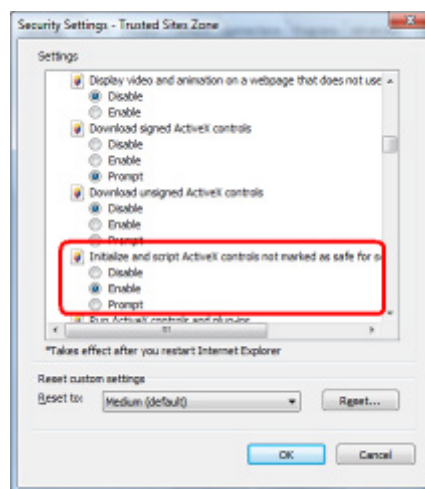 Security Settings - Trusted Sites Zone
Settings
Display video and animation on a webpage that does not use
Disable
Enable
Download signed ActiveX controls
Disable
Enable
Prompt
Download unsigned ActiveX controls
Disable
Enable
Prompt
Initialize and script ActiveX controls not marked as safe for s
Disable
Enable
Prompt
Run ActiveX controls and plug-ins
*Takes effect after you restart Internet Explorer
Reset custom settings
Reset to:
Medium (default)
Reset...
OK
Cancel